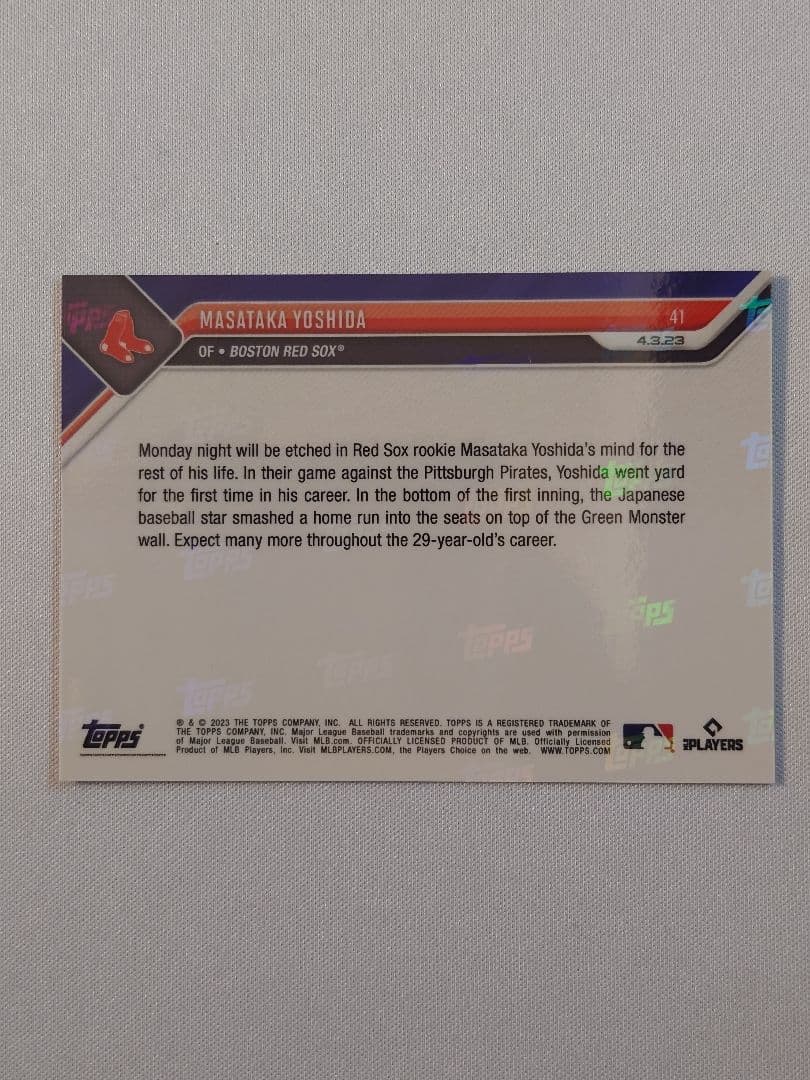 MASATAKA YOSHIDA
41
OF • BOSTON RED SOX®
4.3.23
Monday night will be etched in Red Sox rookie Masataka Yoshida's mind for the
rest of his life. In their game against the Pittsburgh Pirates, Yoshida went yard
for the first time in his career. In the bottom of the first inning, the Japanese
baseball star smashed a home run into the seats on top of the Green Monster
wall. Expect many more throughout the 29-year-old's career.
TOPPS
TOPPS
TOPPS
TOPPS
TOPPS®
® & © 2023 THE TOPPS COMPANY, INC. ALL RIGHTS RESERVED. TOPPS IS A REGISTERED TRADEMARK OF
THE TOPPS COMPANY, INC. Major League Baseball trademarks and copyrights are used with permission
of Major League Baseball. Visit MLB.com. OFFICIALLY LICENSED PRODUCT OF MLB. Officially Licensed
Product of MLB Players, Inc. Visit MLBPLAYERS.COM, the Players Choice on the web. WWW.TOPPS.COM
PLAYERS